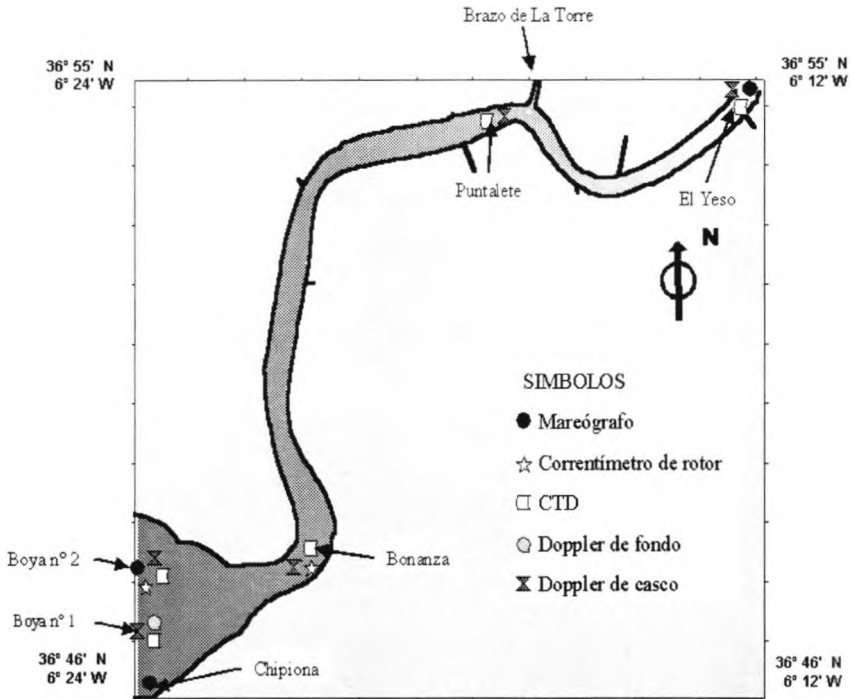 Brazo de La Torre
36° 55' N
6° 24' W
36° 55' N
6° 12' W
Puntalete
El Yeso
N
SIMBOLOS
Mareógrafo
Correntímetro de rotor
CTD
Doppler de fondo
Doppler de casco
Boya nº 2
Bonanza
Boya nº 1
36° 46' N
6° 24' W
Chipiona
36° 46' N
6° 12' W